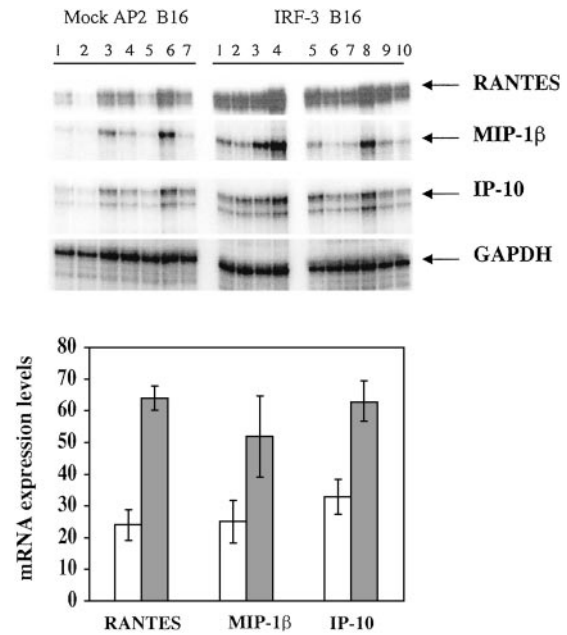 Mock AP2 B16 IRF-3 B16
1 2 3 4 5 6 7 1 2 3 4 5 6 7 8 9 10
RANTES
MIP-1β
IP-10
GAPDH
mRNA expression levels
80
70
60
50
40
30
20
10
0
RANTES MIP-1β IP-10